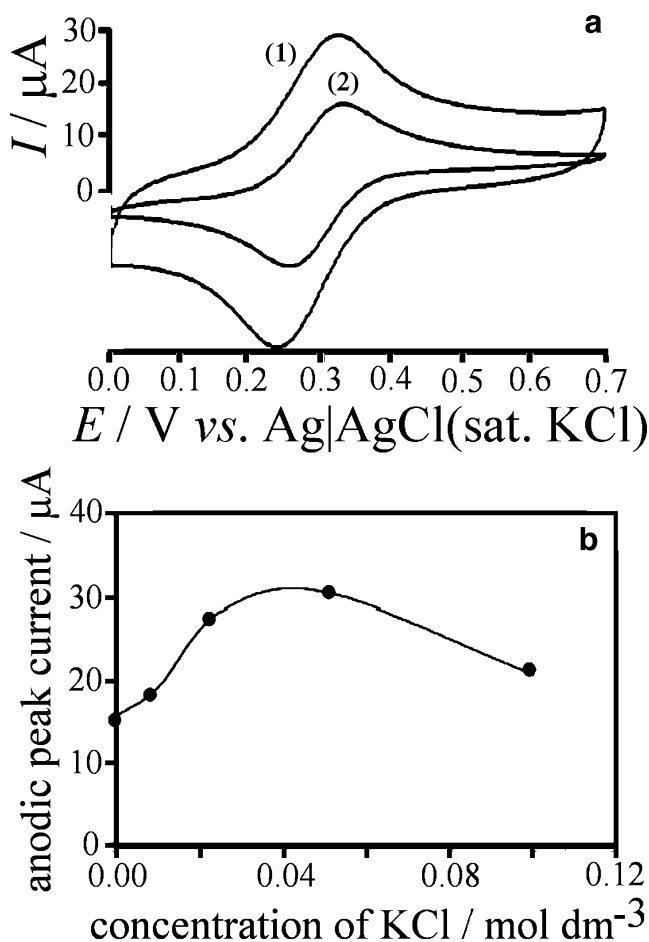 a
30
(1)
20
(2)
10
0
I / μA
0.0 0.1 0.2 0.3 0.4 0.5 0.6 0.7
E / V vs. Ag|AgCl(sat. KCl)
40
b
30
20
10
0
anodic peak current / μA
0.00 0.04 0.08 0.12
concentration of KCl / mol dm-3